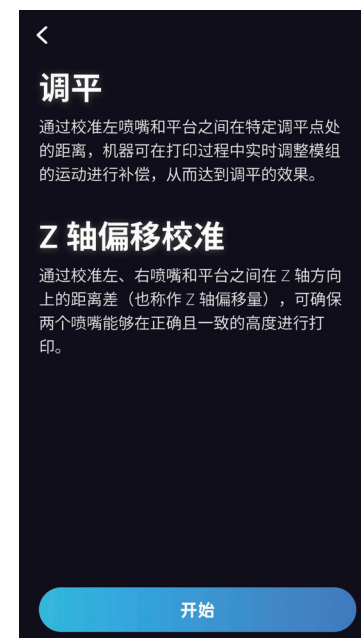 调平
通过校准左喷嘴和平台之间在特定调平点处
的距离，机器可在打印过程中实时调整模组
的运动进行补偿，从而达到调平的效果。
Z 轴偏移校准
通过校准左、右喷嘴和平台之间在 Z 轴方向
上的距离差（也称作 Z 轴偏移量），可确保
两个喷嘴能够在正确且一致的高度进行打
印。
开始